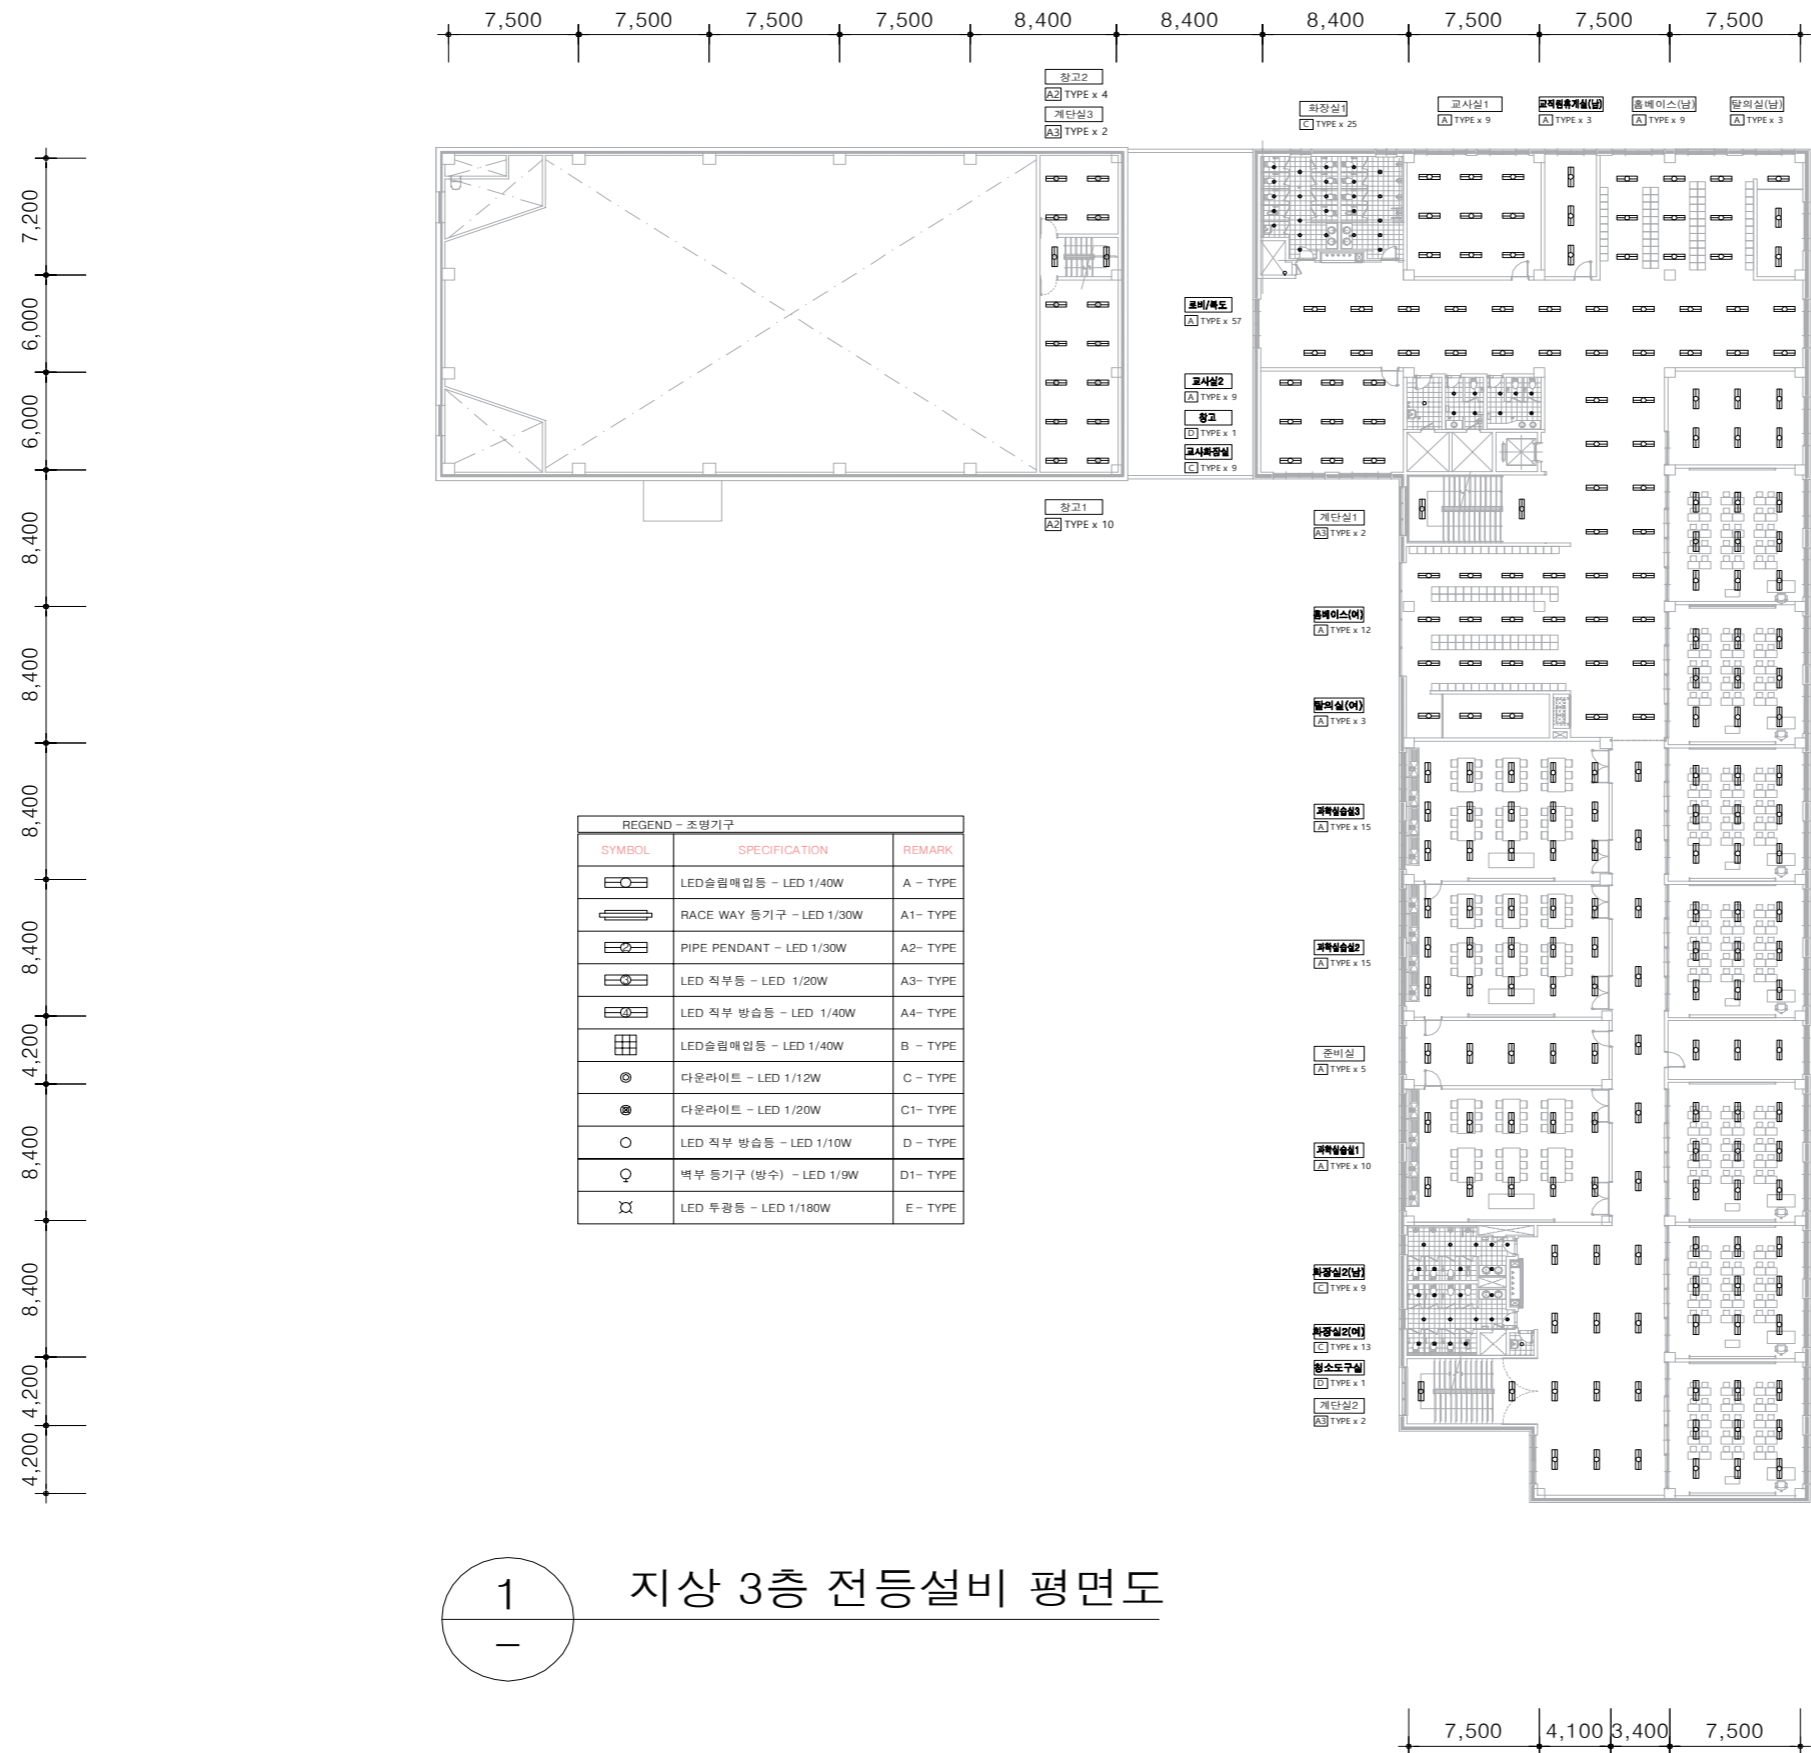 7,500 7,500 7,500 7,500 8,400 8,400 8,400 7,500 7,500 7,500
창고2
A2 TYPE x 4
계단실3
A3 TYPE x 2
화장실1
C TYPE x 25
교사실1
A TYPE x 9
교직원휴게실(남)
A TYPE x 3
홈베이스(남)
A TYPE x 9
탈의실(남)
A TYPE x 3
7,200
6,000
6,000
8,400
8,400
8,400
8,400
4,200
8,400
8,400
4,200
4,200
로비/복도
A TYPE x 57
교사실2
A TYPE x 9
창고
D TYPE x 1
교사화장실
C TYPE x 9
창고1
A2 TYPE x 10
계단실1
A3 TYPE x 2
홈베이스(여)
A TYPE x 12
탈의실(여)
A TYPE x 3
과학실습실3
A TYPE x 15
과학실습실2
A TYPE x 15
준비실
A TYPE x 5
과학실습실1
A TYPE x 10
화장실2(남)
C TYPE x 9
화장실2(여)
C TYPE x 13
청소도구실
D TYPE x 1
계단실2
A3 TYPE x 2
REGEND - 조명기구
SYMBOL SPECIFICATION REMARK
LED슬림매입등 - LED 1/40W A - TYPE
RACE WAY 등기구 - LED 1/30W A1- TYPE
2 PIPE PENDANT - LED 1/30W A2- TYPE
3 LED 직부등 - LED 1/20W A3- TYPE
4 LED 직부 방습등 - LED 1/40W A4- TYPE
LED슬림매입등 - LED 1/40W B - TYPE
다운라이트 - LED 1/12W C - TYPE
다운라이트 - LED 1/20W C1- TYPE
LED 직부 방습등 - LED 1/10W D - TYPE
벽부 등기구 (방수) - LED 1/9W D1- TYPE
LED 투광등 - LED 1/180W E - TYPE
1
-
지상 3층 전등설비 평면도
7,500 4,100 3,400 7,500